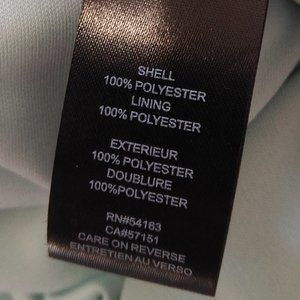 SHELL
100% POLYESTER
LINING
100% POLYESTER
EXTERIEUR
100% POLYESTER
DOUBLURE
100%POLYESTER
RN#54163
CA#57151
CARE ON REVERSE
ENTRETIEN AU VERSO